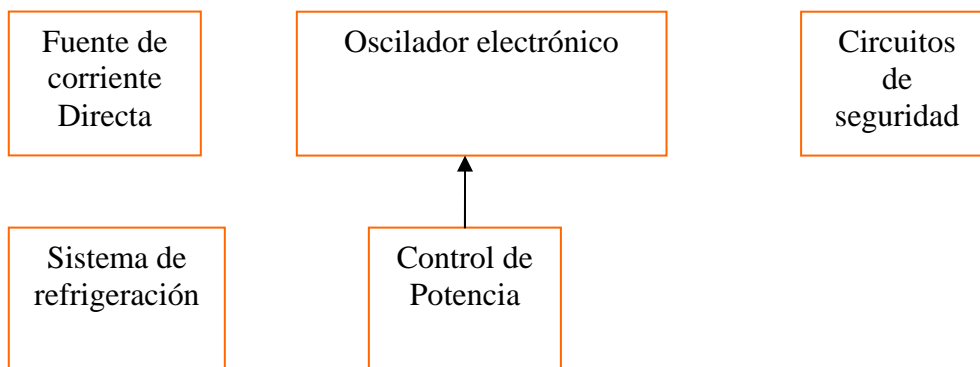 Fuente de
corriente
Directa
Oscilador electrónico
Circuitos
de
seguridad
Sistema de
refrigeración
Control de
Potencia